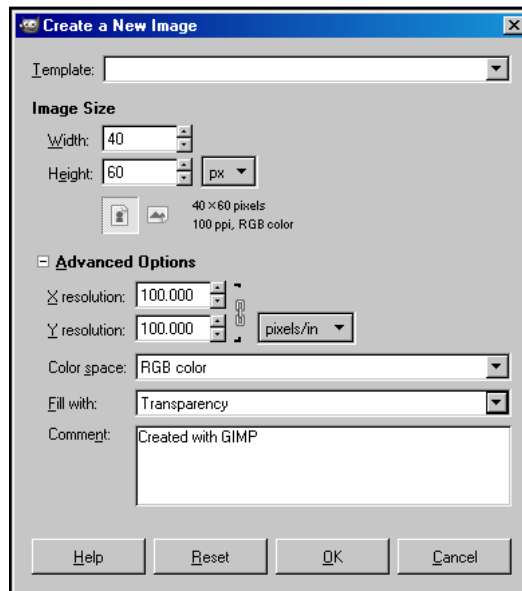 Create a New Image
Template:
Image Size
Width: 40
Height: 60 px
40 × 60 pixels
100 ppi, RGB color
Advanced Options
X resolution: 100.000
Y resolution: 100.000 pixels/in
Color space: RGB color
Fill with: Transparency
Comment: Created with GIMP
Help Reset OK Cancel